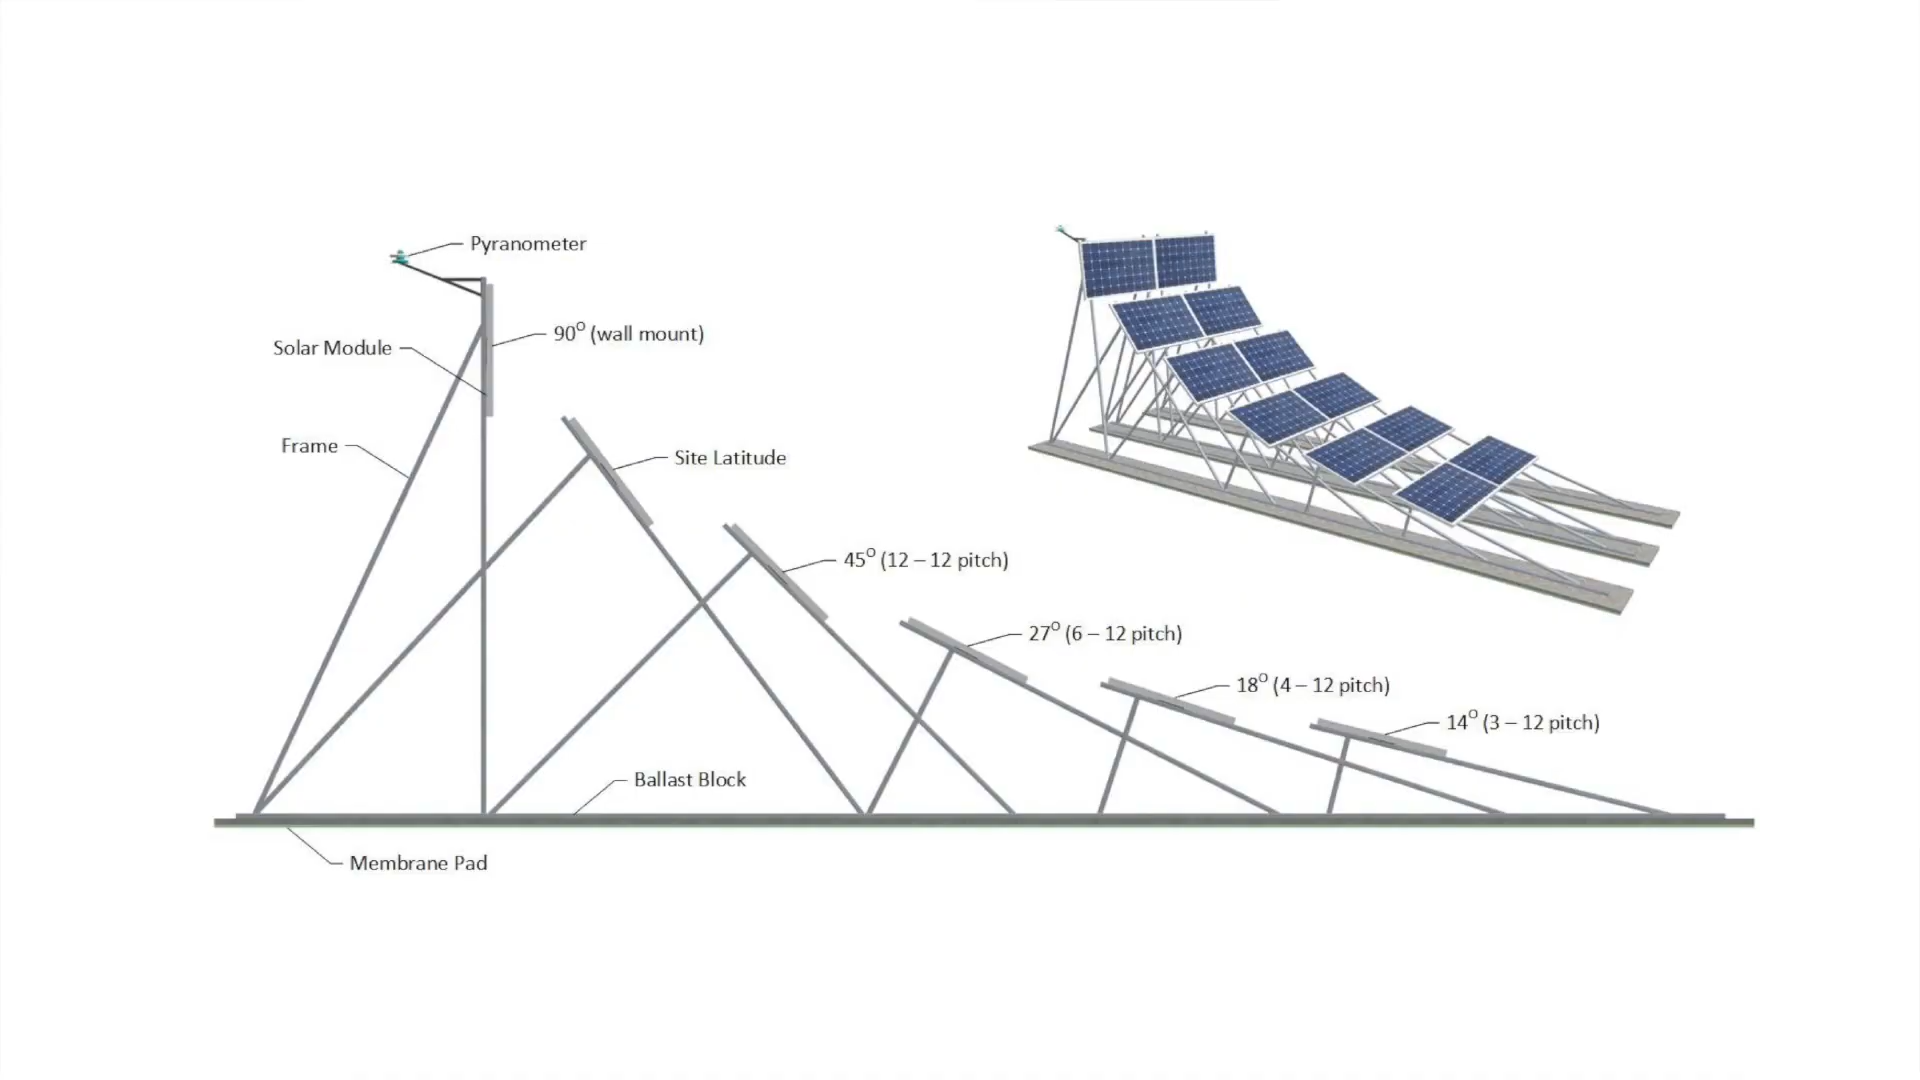 Pyranometer
90° (wall mount)
Solar Module
Frame
Site Latitude
45° (12 – 12 pitch)
27° (6 – 12 pitch)
18° (4 – 12 pitch)
14° (3 – 12 pitch)
Ballast Block
Membrane Pad